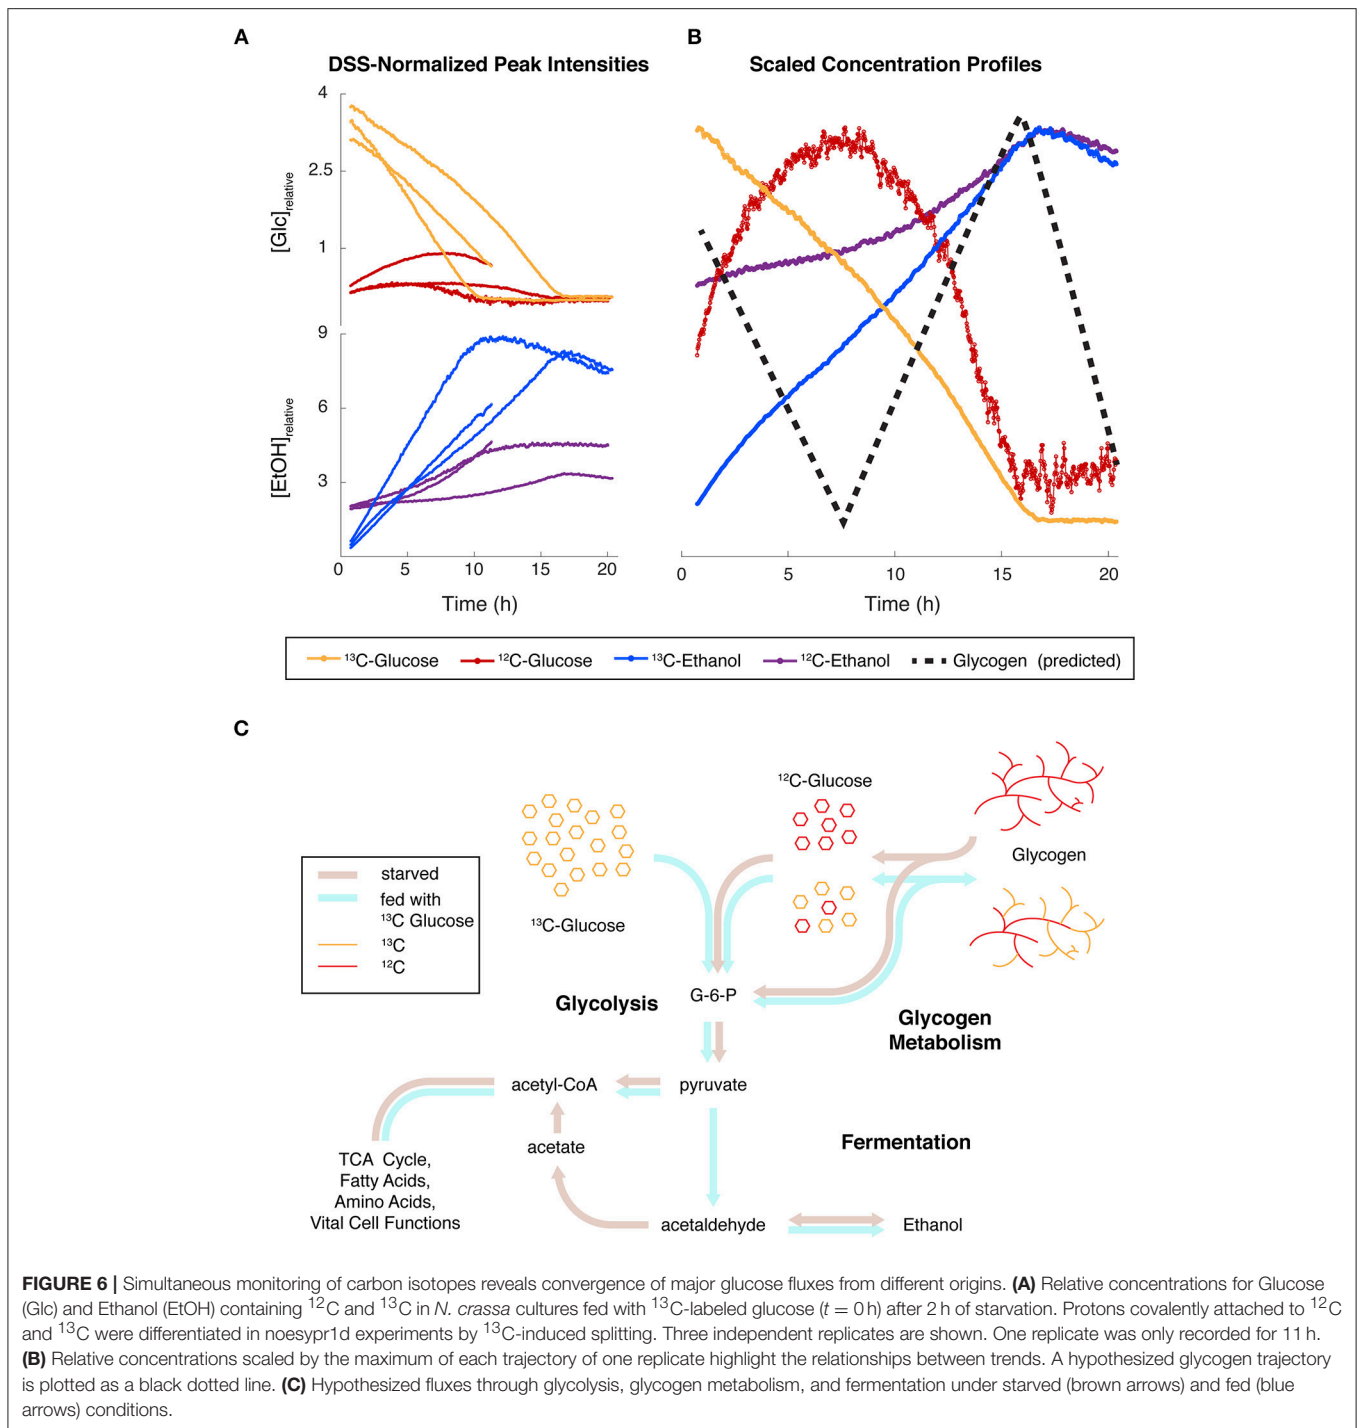 A
B
DSS-Normalized Peak Intensities
Scaled Concentration Profiles
4
2.5
1
[Glc]relative
9
6
3
[EtOH]relative
0 5 10 15 20
Time (h)
0 5 10 15 20
Time (h)
¹³C-Glucose ¹²C-Glucose ¹³C-Ethanol ¹²C-Ethanol Glycogen (predicted)
C
¹²C-Glucose
Glycogen
¹³C-Glucose
starved
fed with
¹³C Glucose
¹³C
¹²C
G-6-P
Glycolysis
Glycogen
Metabolism
acetyl-CoA
pyruvate
Fermentation
acetate
TCA Cycle,
Fatty Acids,
Amino Acids,
Vital Cell Functions
acetaldehyde
Ethanol
FIGURE 6 | Simultaneous monitoring of carbon isotopes reveals convergence of major glucose fluxes from different origins. (A) Relative concentrations for Glucose
(Glc) and Ethanol (EtOH) containing ¹²C and ¹³C in N. crassa cultures fed with ¹³C-labeled glucose (t = 0 h) after 2 h of starvation. Protons covalently attached to ¹²C
and ¹³C were differentiated in noesypr1d experiments by ¹³C-induced splitting. Three independent replicates are shown. One replicate was only recorded for 11 h.
(B) Relative concentrations scaled by the maximum of each trajectory of one replicate highlight the relationships between trends. A hypothesized glycogen trajectory
is plotted as a black dotted line. (C) Hypothesized fluxes through glycolysis, glycogen metabolism, and fermentation under starved (brown arrows) and fed (blue
arrows) conditions.